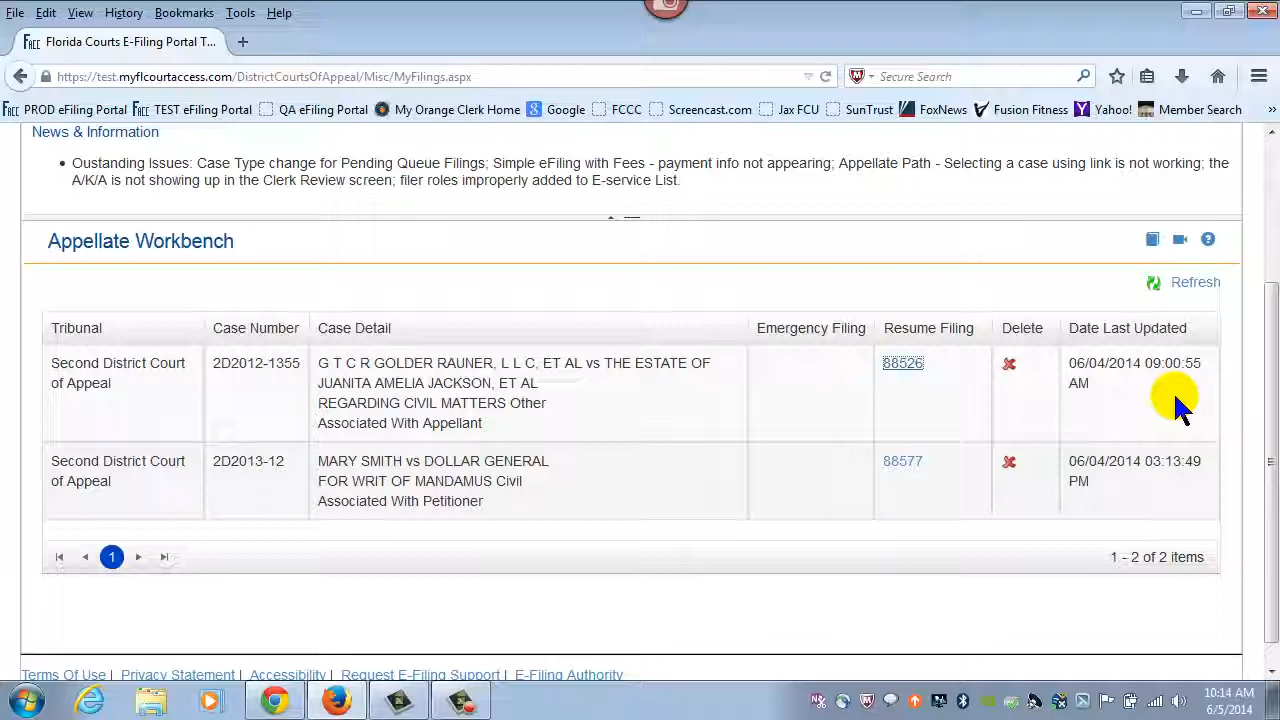 File Edit View History Bookmarks Tools Help
Florida Courts E-Filing Portal T...
https://test.myflcourtaccess.com/DistrictCourtsOfAppeal/Misc/MyFilings.aspx
Secure Search
PROD eFiling Portal TEST eFiling Portal QA eFiling Portal My Orange Clerk Home Google FCCC Screencast.com Jax FCU SunTrust FoxNews Fusion Fitness Yahoo! Member Search
News & Information
Oustanding Issues: Case Type change for Pending Queue Filings; Simple eFiling with Fees - payment info not appearing; Appellate Path - Selecting a case using link is not working; the
A/K/A is not showing up in the Clerk Review screen; filer roles improperly added to E-service List.
Appellate Workbench
Refresh
Tribunal Case Number Case Detail Emergency Filing Resume Filing Delete Date Last Updated
Second District Court 2D2012-1355 G T C R GOLDER RAUNER, L L C, ET AL vs THE ESTATE OF 88526 06/04/2014 09:00:55
of Appeal JUANITA AMELIA JACKSON, ET AL AM
REGARDING CIVIL MATTERS Other
Associated With Appellant
Second District Court 2D2013-12 MARY SMITH vs DOLLAR GENERAL 88577 06/04/2014 03:13:49
of Appeal FOR WRIT OF MANDAMUS Civil PM
Associated With Petitioner
1 1 - 2 of 2 items
Terms Of Use | Privacy Statement | Accessibility | Request E-Filing Support | E-Filing Authority
10:14 AM
6/5/2014